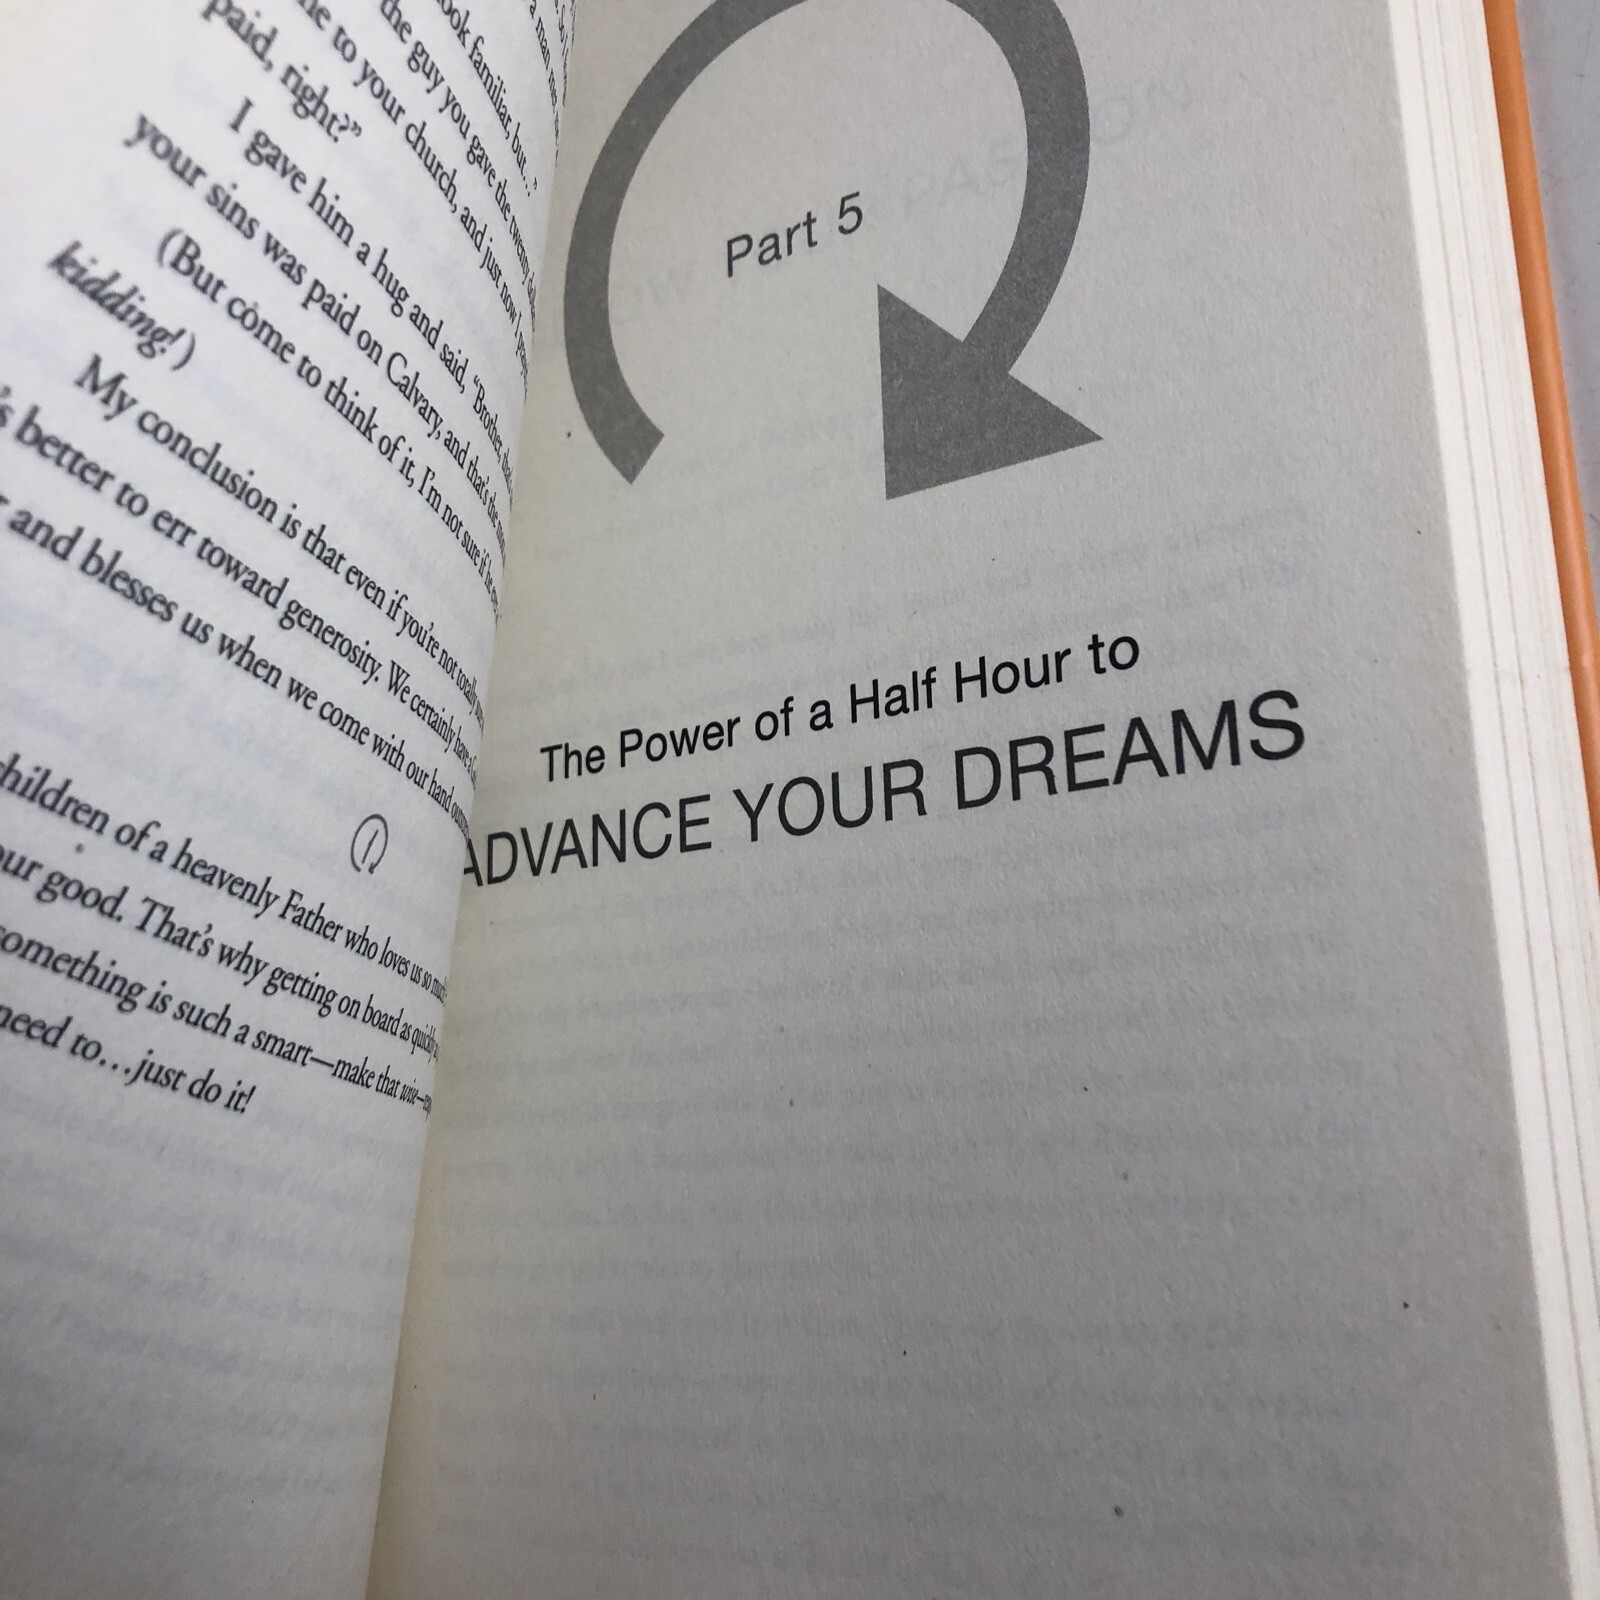 look familiar, but…"
the guy you gave the twenty
me to your church, and just now I
paid, right?"
I gave him a hug and said, "Brother,
your sins was paid on Calvary, and that's the
(But come to think of it, I'm not sure if he
kidding!)
My conclusion is that even if you're not totally
's better to err toward generosity. We certainly have a
and blesses us when we come with our hand
children of a heavenly Father who loves us so
our good. That's why getting on board as quickly
something is such a smart—make that wise—
need to…just do it!
Part 5
The Power of a Half Hour to
ADVANCE YOUR DREAMS